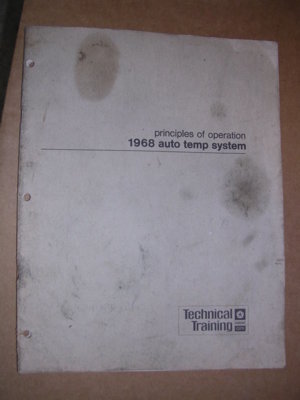 principles of operation
1968 auto temp system
Technical
Training